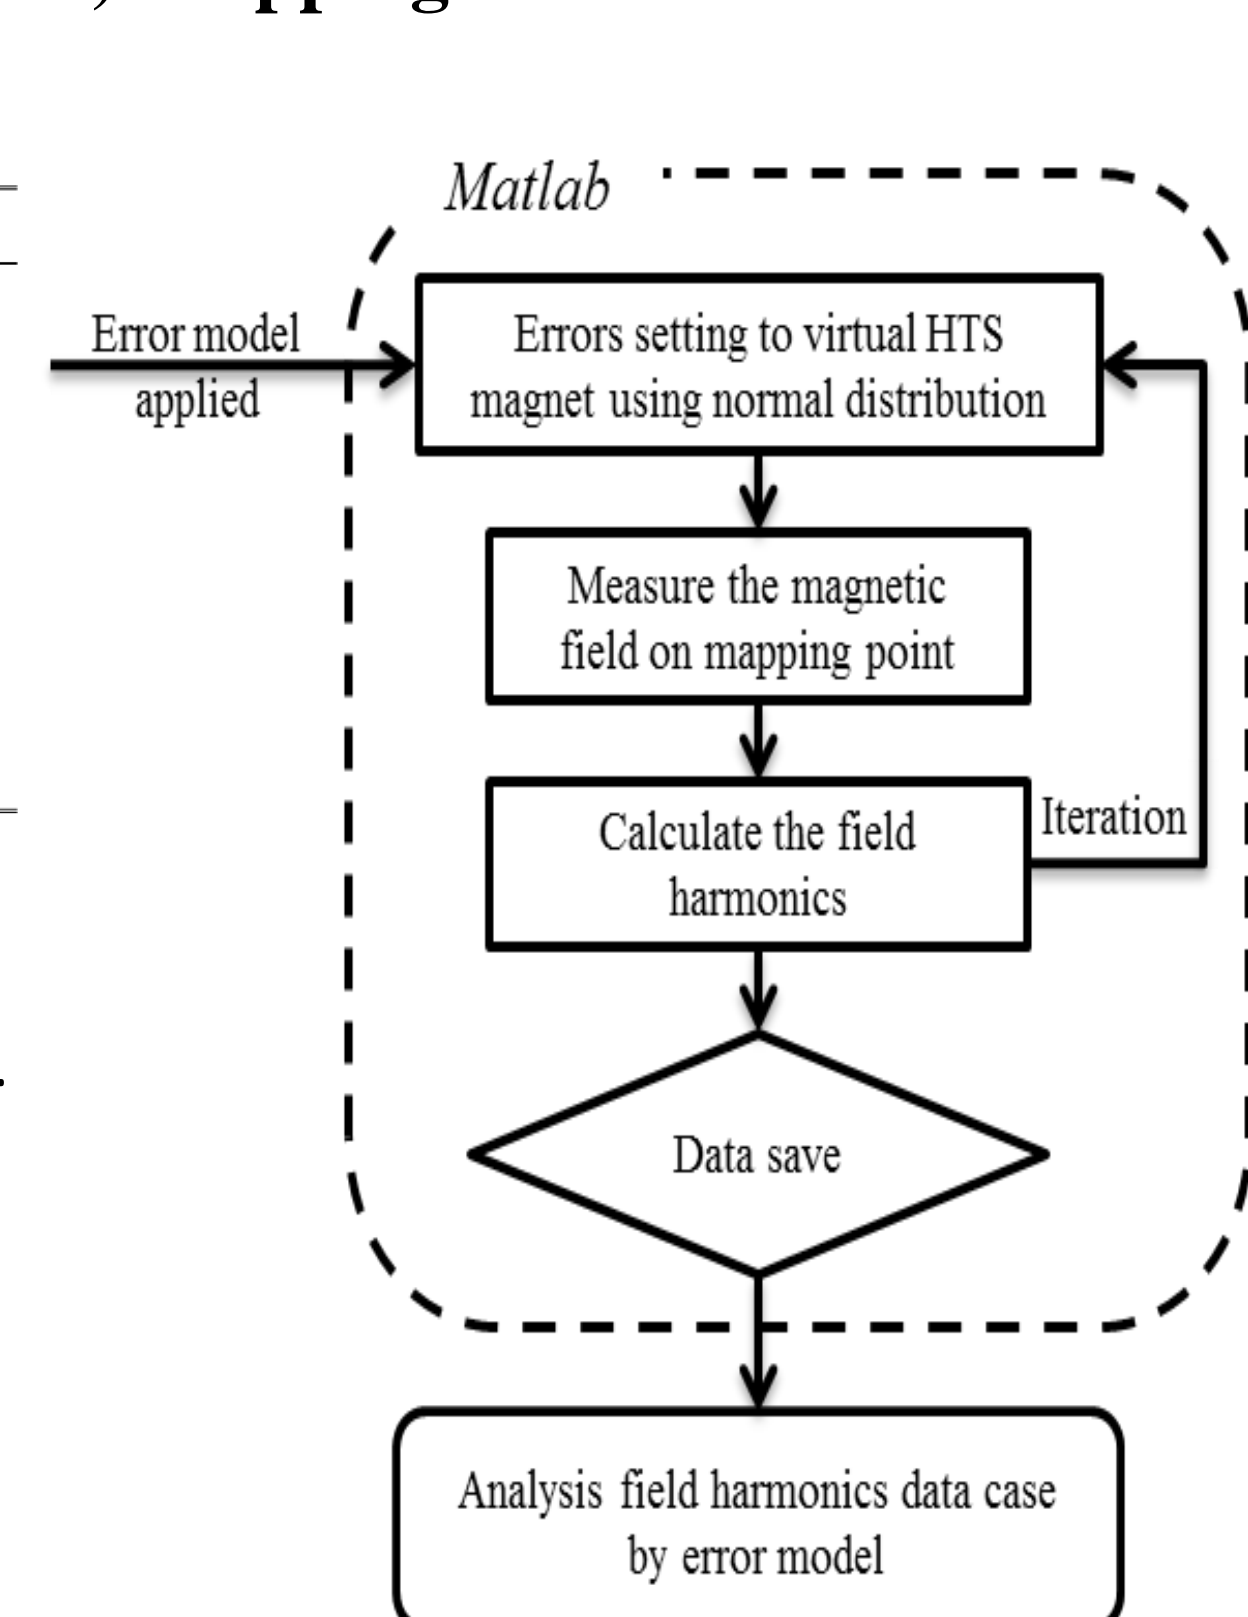 Matlab
Error model
applied
Errors setting to virtual HTS
magnet using normal distribution
Measure the magnetic
field on mapping point
Calculate the field
harmonics
Iteration
Data save
Analysis field harmonics data case
by error model